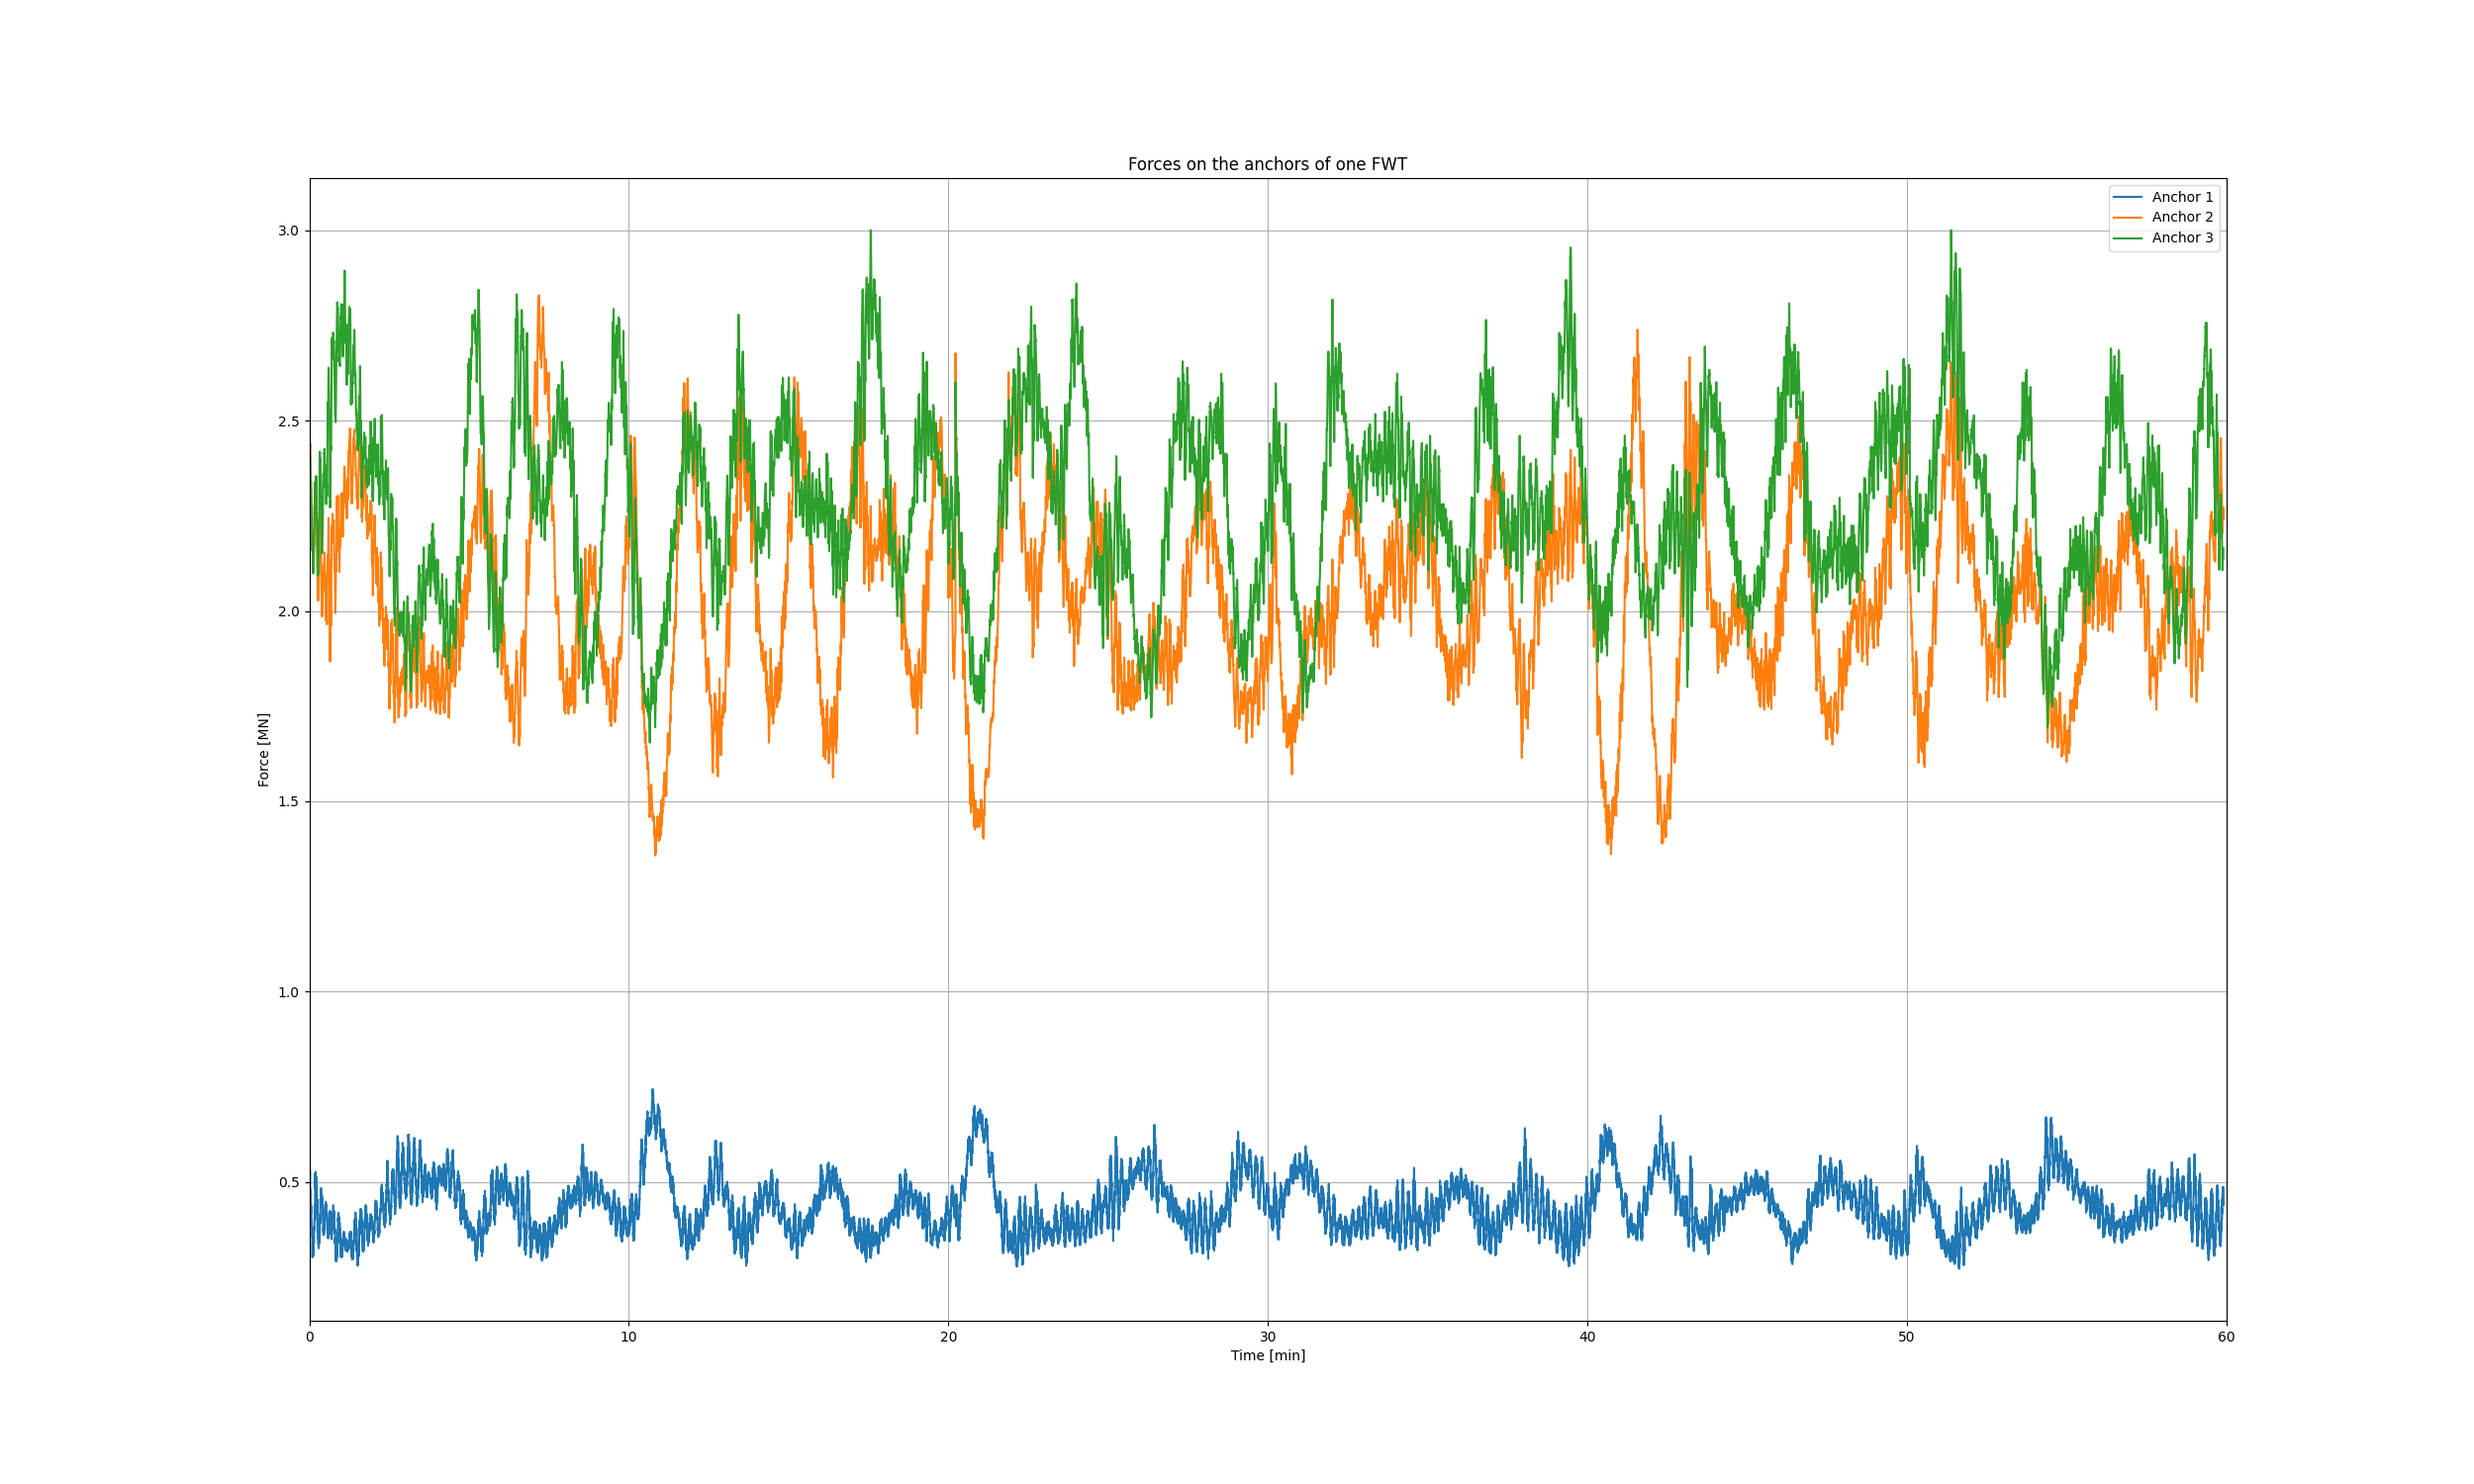 Forces on the anchors of one FWT
Anchor 1
Anchor 2
Anchor 3
Force [MN]
3.0
2.5
2.0
1.5
1.0
0.5
0 10 20 30 40 50 60
Time [min]